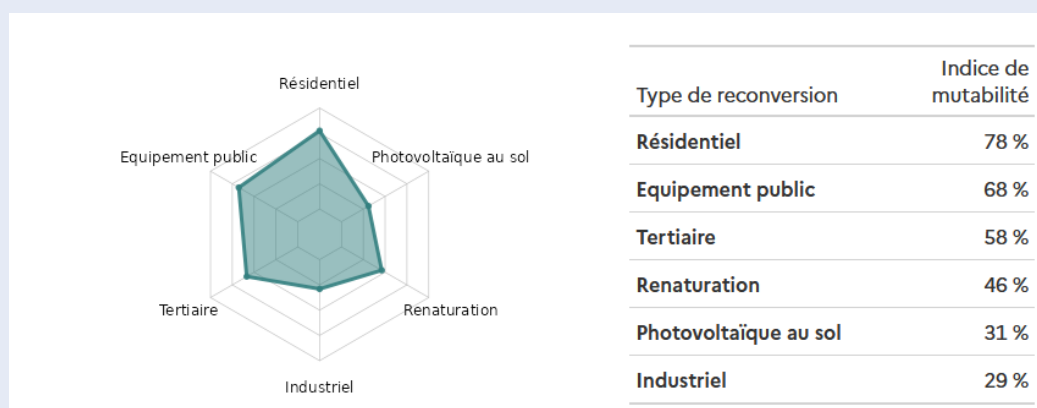 Résidentiel
Equipement public
Photovoltaïque au sol
Tertiaire
Renaturation
Industriel
Type de reconversion
Indice de
mutabilité
Résidentiel 78 %
Equipement public 68 %
Tertiaire 58 %
Renaturation 46 %
Photovoltaïque au sol 31 %
Industriel 29 %